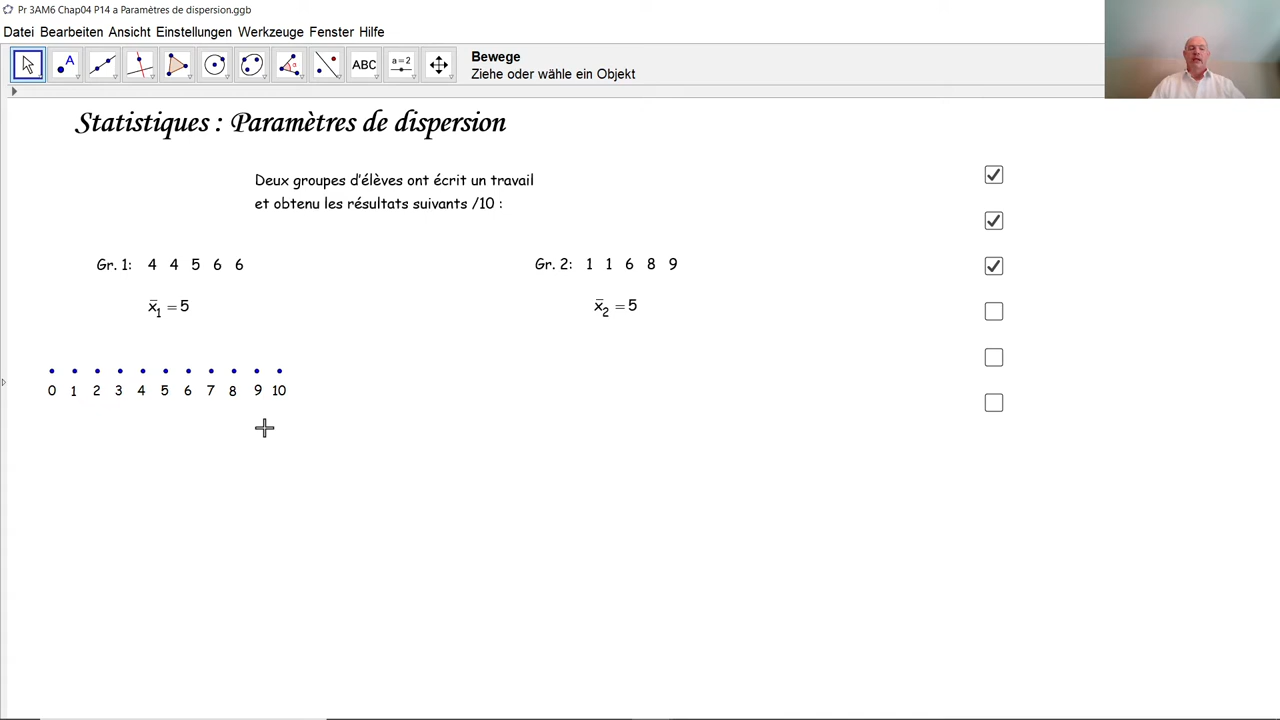 Pr 3AM6 Chap04 P14 a Paramètres de dispersion.ggb
Datei Bearbeiten Ansicht Einstellungen Werkzeuge Fenster Hilfe
A
ABC
a = 2
Bewege
Ziehe oder wähle ein Objekt
Statistiques : Paramètres de dispersion
Deux groupes d'élèves ont écrit un travail
et obtenu les résultats suivants /10 :
Gr. 1: 4 4 5 6 6
Gr. 2: 1 1 6 8 9
x̄₁ = 5
x̄₂ = 5
0 1 2 3 4 5 6 7 8 9 10